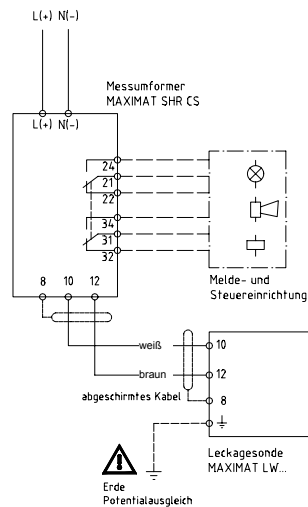 L(+) N(-)
Messumformer
MAXIMAT SHR CS
L(+) N(-)
24
21
22
34
31
32
8 10 12
Melde- und
Steuereinrichtung
weiß
10
braun
12
abgeschirmtes Kabel
8
Leckagesonde
MAXIMAT LW...
Erde
Potentialausgleich